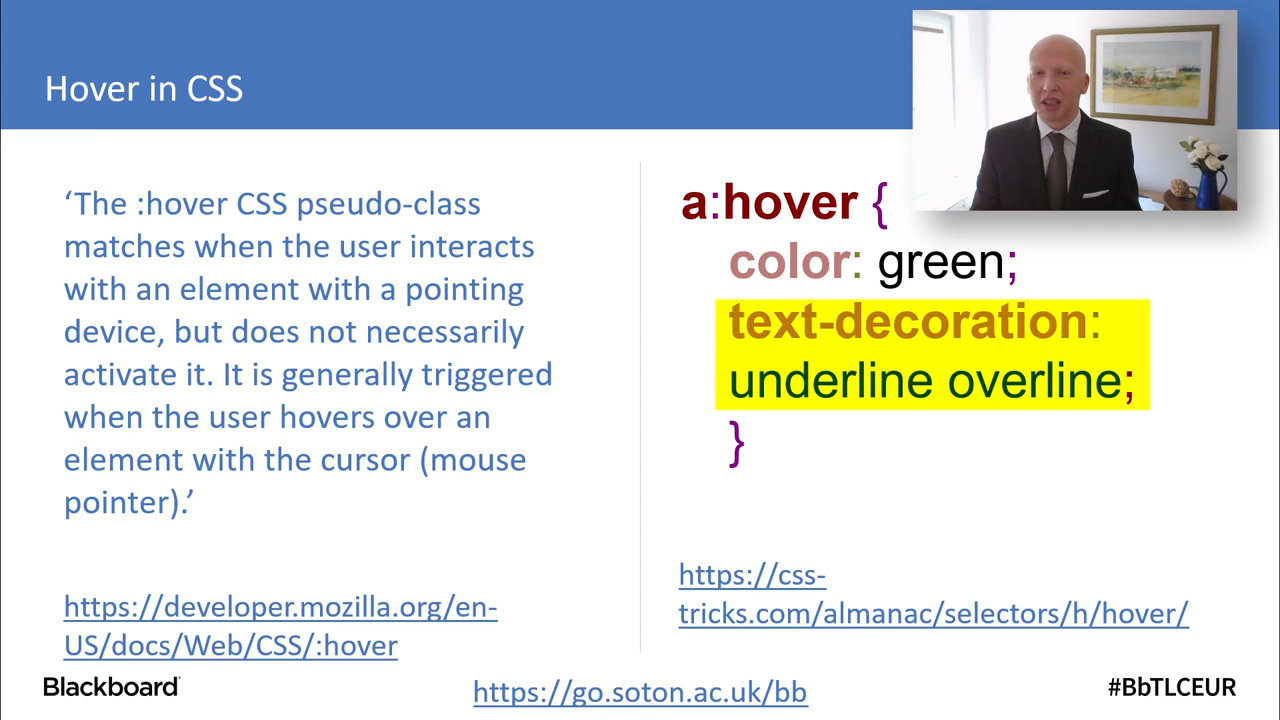 Hover in CSS
‘The :hover CSS pseudo-class
matches when the user interacts
with an element with a pointing
device, but does not necessarily
activate it. It is generally triggered
when the user hovers over an
element with the cursor (mouse
pointer).’
https://developer.mozilla.org/en-
US/docs/Web/CSS/:hover
a:hover {
color: green;
text-decoration:
underline overline;
}
https://css-
tricks.com/almanac/selectors/h/hover/
Blackboard
https://go.soton.ac.uk/bb
#BbTLCEUR